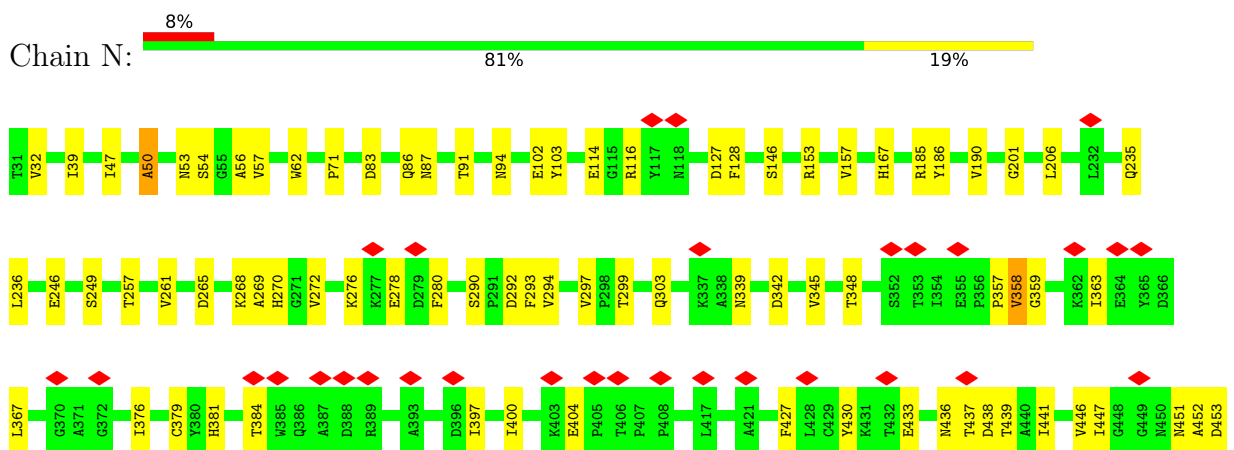 8%
Chain N:
81% 19%
T31 V32 I39 I47 A50 N53 S54 G55 A56 V57 W62 P71 D83 Q86 N87 T91 N94 E102 Y103 E114 G115 R116 Y117 N118 D127 F128 S146 R153 V157 H167 R185 Y186 V190 G201 L206 L232 Q235
L236 E246 S249 T257 V261 D265 K268 A269 H270 G271 V272 K276 K277 E278 D279 F280 S290 P291 D292 F293 V294 V297 P298 T299 Q303 K337 A338 N339 D342 V345 T348 S352 T353 I354 E355 P356 P357 V358 G359 K362 I363 E364 Y365 D366
L367 G370 A371 G372 I376 C379 Y380 H381 T384 W385 Q386 A387 D388 R389 A393 D396 I397 I400 K403 E404 P405 T406 P407 P408 L417 A421 F427 L428 C429 Y430 K431 T432 E433 N436 T437 D438 T439 A440 I441 V446 I447 G448 G449 N450 N451 A452 D453